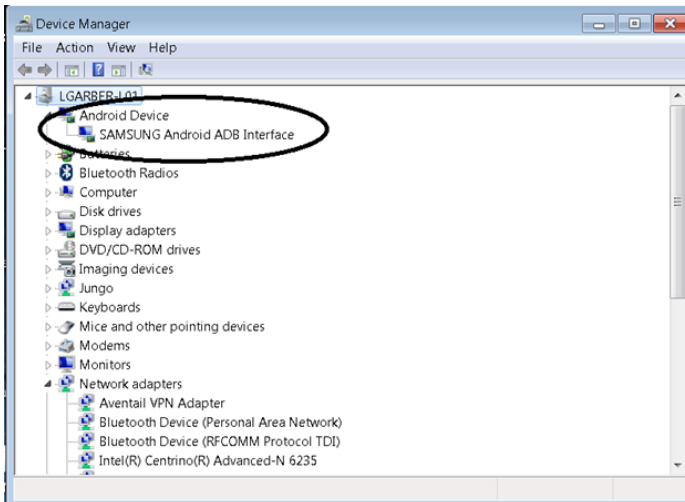 Device Manager
File Action View Help
LGARBER-L01
Android Device
SAMSUNG Android ADB Interface
Batteries
Bluetooth Radios
Computer
Disk drives
Display adapters
DVD/CD-ROM drives
Imaging devices
Jungo
Keyboards
Mice and other pointing devices
Modems
Monitors
Network adapters
Aventail VPN Adapter
Bluetooth Device (Personal Area Network)
Bluetooth Device (RFCOMM Protocol TDI)
Intel(R) Centrino(R) Advanced-N 6235